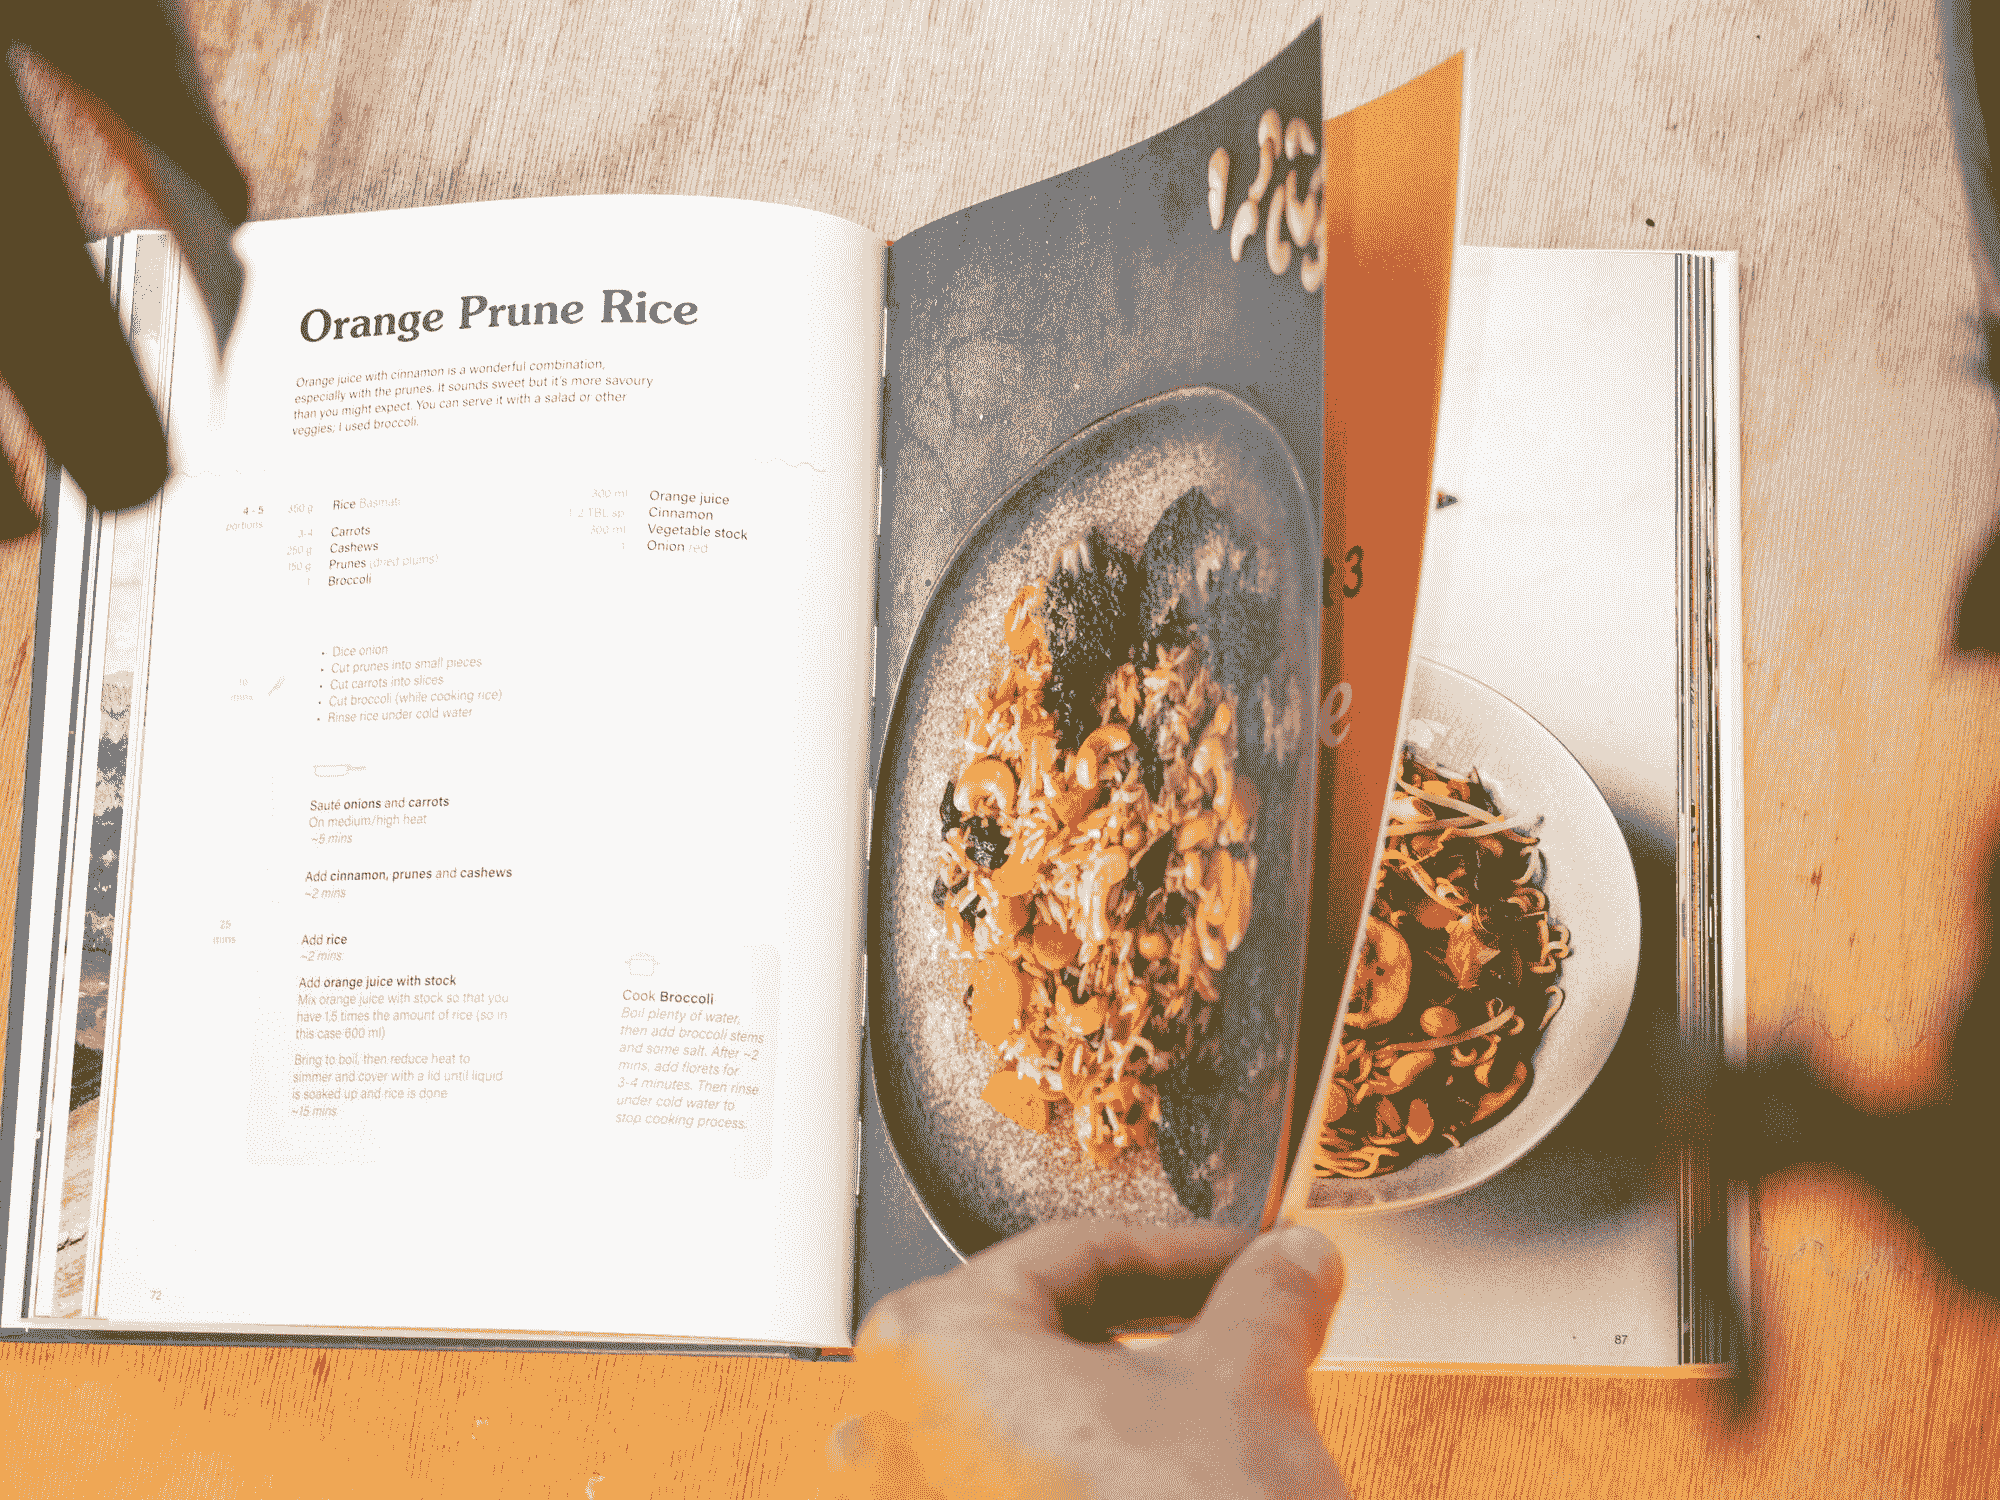 Orange Prune Rice
Orange juice with cinnamon is a wonderful combination,
especially with the prunes. It sounds sweet but it's more savoury
than you might expect. You can serve it with a salad or other
veggies; I used broccoli.
4 - 5
portions
350 g Rice Basmati
3-4 Carrots
250 g Cashews
150 g Prunes (dried plums)
1 Broccoli
300 ml Orange juice
1-2 TBL sp. Cinnamon
300 ml Vegetable stock
1 Onion red
10
mins
• Dice onion
• Cut prunes into small pieces
• Cut carrots into slices
• Cut broccoli (while cooking rice)
• Rinse rice under cold water
Sauté onions and carrots
On medium/high heat
~5 mins
Add cinnamon, prunes and cashews
~2 mins
25
mins
Add rice
~2 mins
Add orange juice with stock
Mix orange juice with stock so that you
have 1,5 times the amount of rice (so in
this case 600 ml)
Bring to boil, then reduce heat to
simmer and cover with a lid until liquid
is soaked up and rice is done
~15 mins
Cook Broccoli
Boil plenty of water,
then add broccoli stems
and some salt. After ~2
mins, add florets for
3-4 minutes. Then rinse
under cold water to
stop cooking process.
72
3
e
87